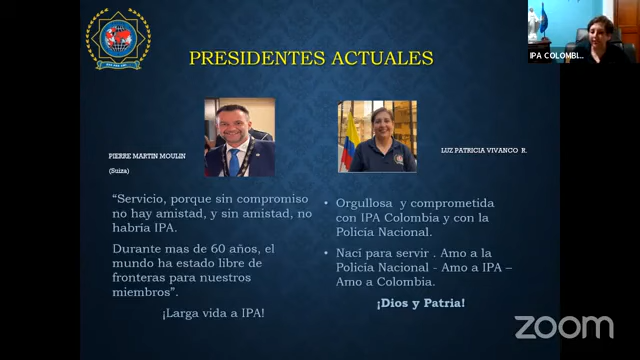 PRESIDENTES ACTUALES
IPA COLOMBI...
PIERRE MARTIN MOULIN
(Suiza)
LUZ PATRICIA VIVANCO R.
“Servicio, porque sin compromiso
no hay amistad, y sin amistad, no
habría IPA.
Durante mas de 60 años, el
mundo ha estado libre de
fronteras para nuestros
miembros”.
¡Larga vida a IPA!
• Orgullosa y comprometida
con IPA Colombia y con la
Policía Nacional.
• Nací para servir . Amo a la
Policía Nacional - Amo a IPA –
Amo a Colombia.
¡Dios y Patria!
zoom